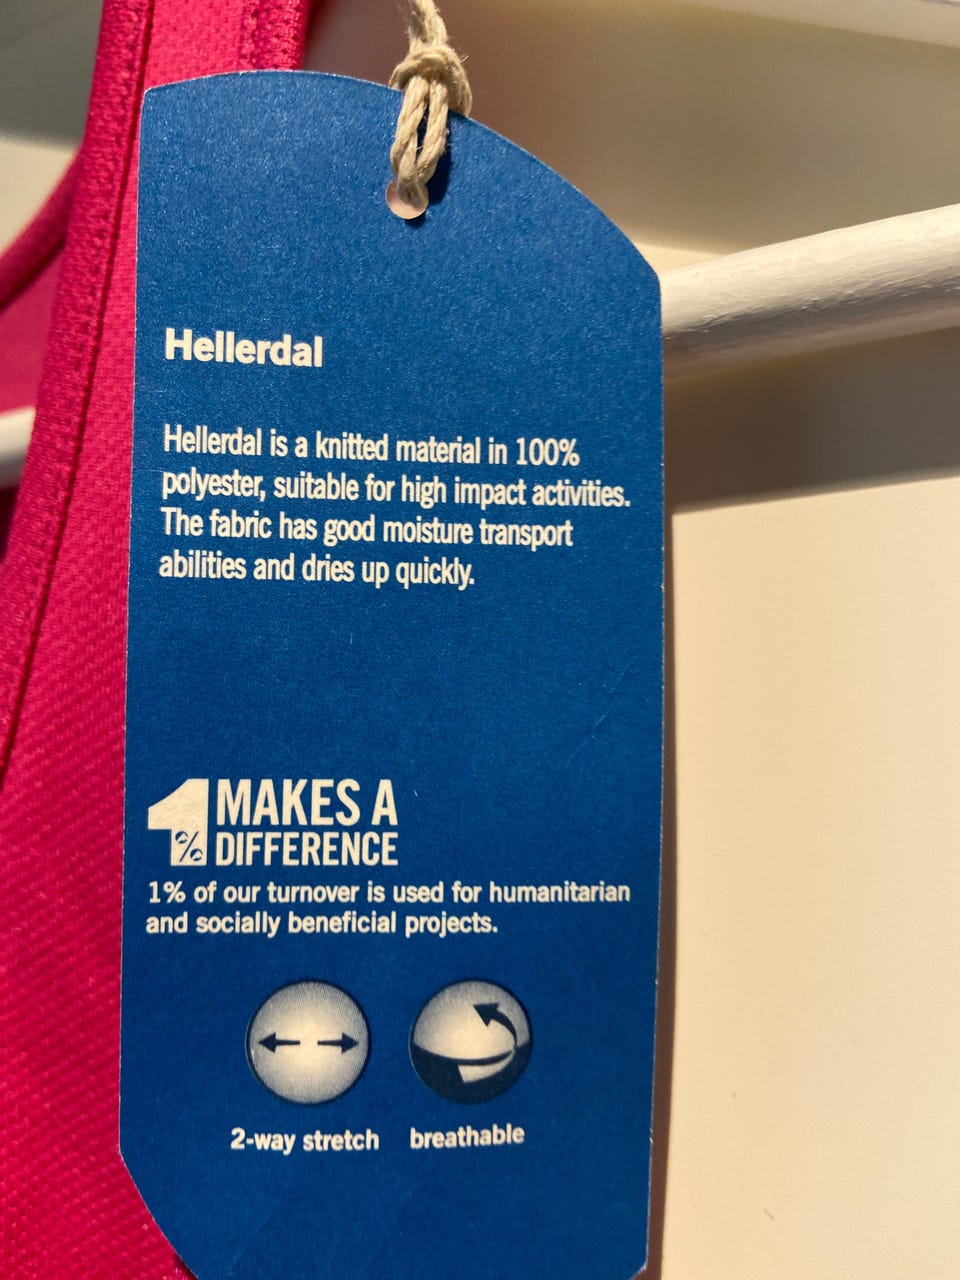 Hellerdal
Hellerdal is a knitted material in 100%
polyester, suitable for high impact activities.
The fabric has good moisture transport
abilities and dries up quickly.
1% MAKES A
DIFFERENCE
1% of our turnover is used for humanitarian
and socially beneficial projects.
2-way stretch breathable